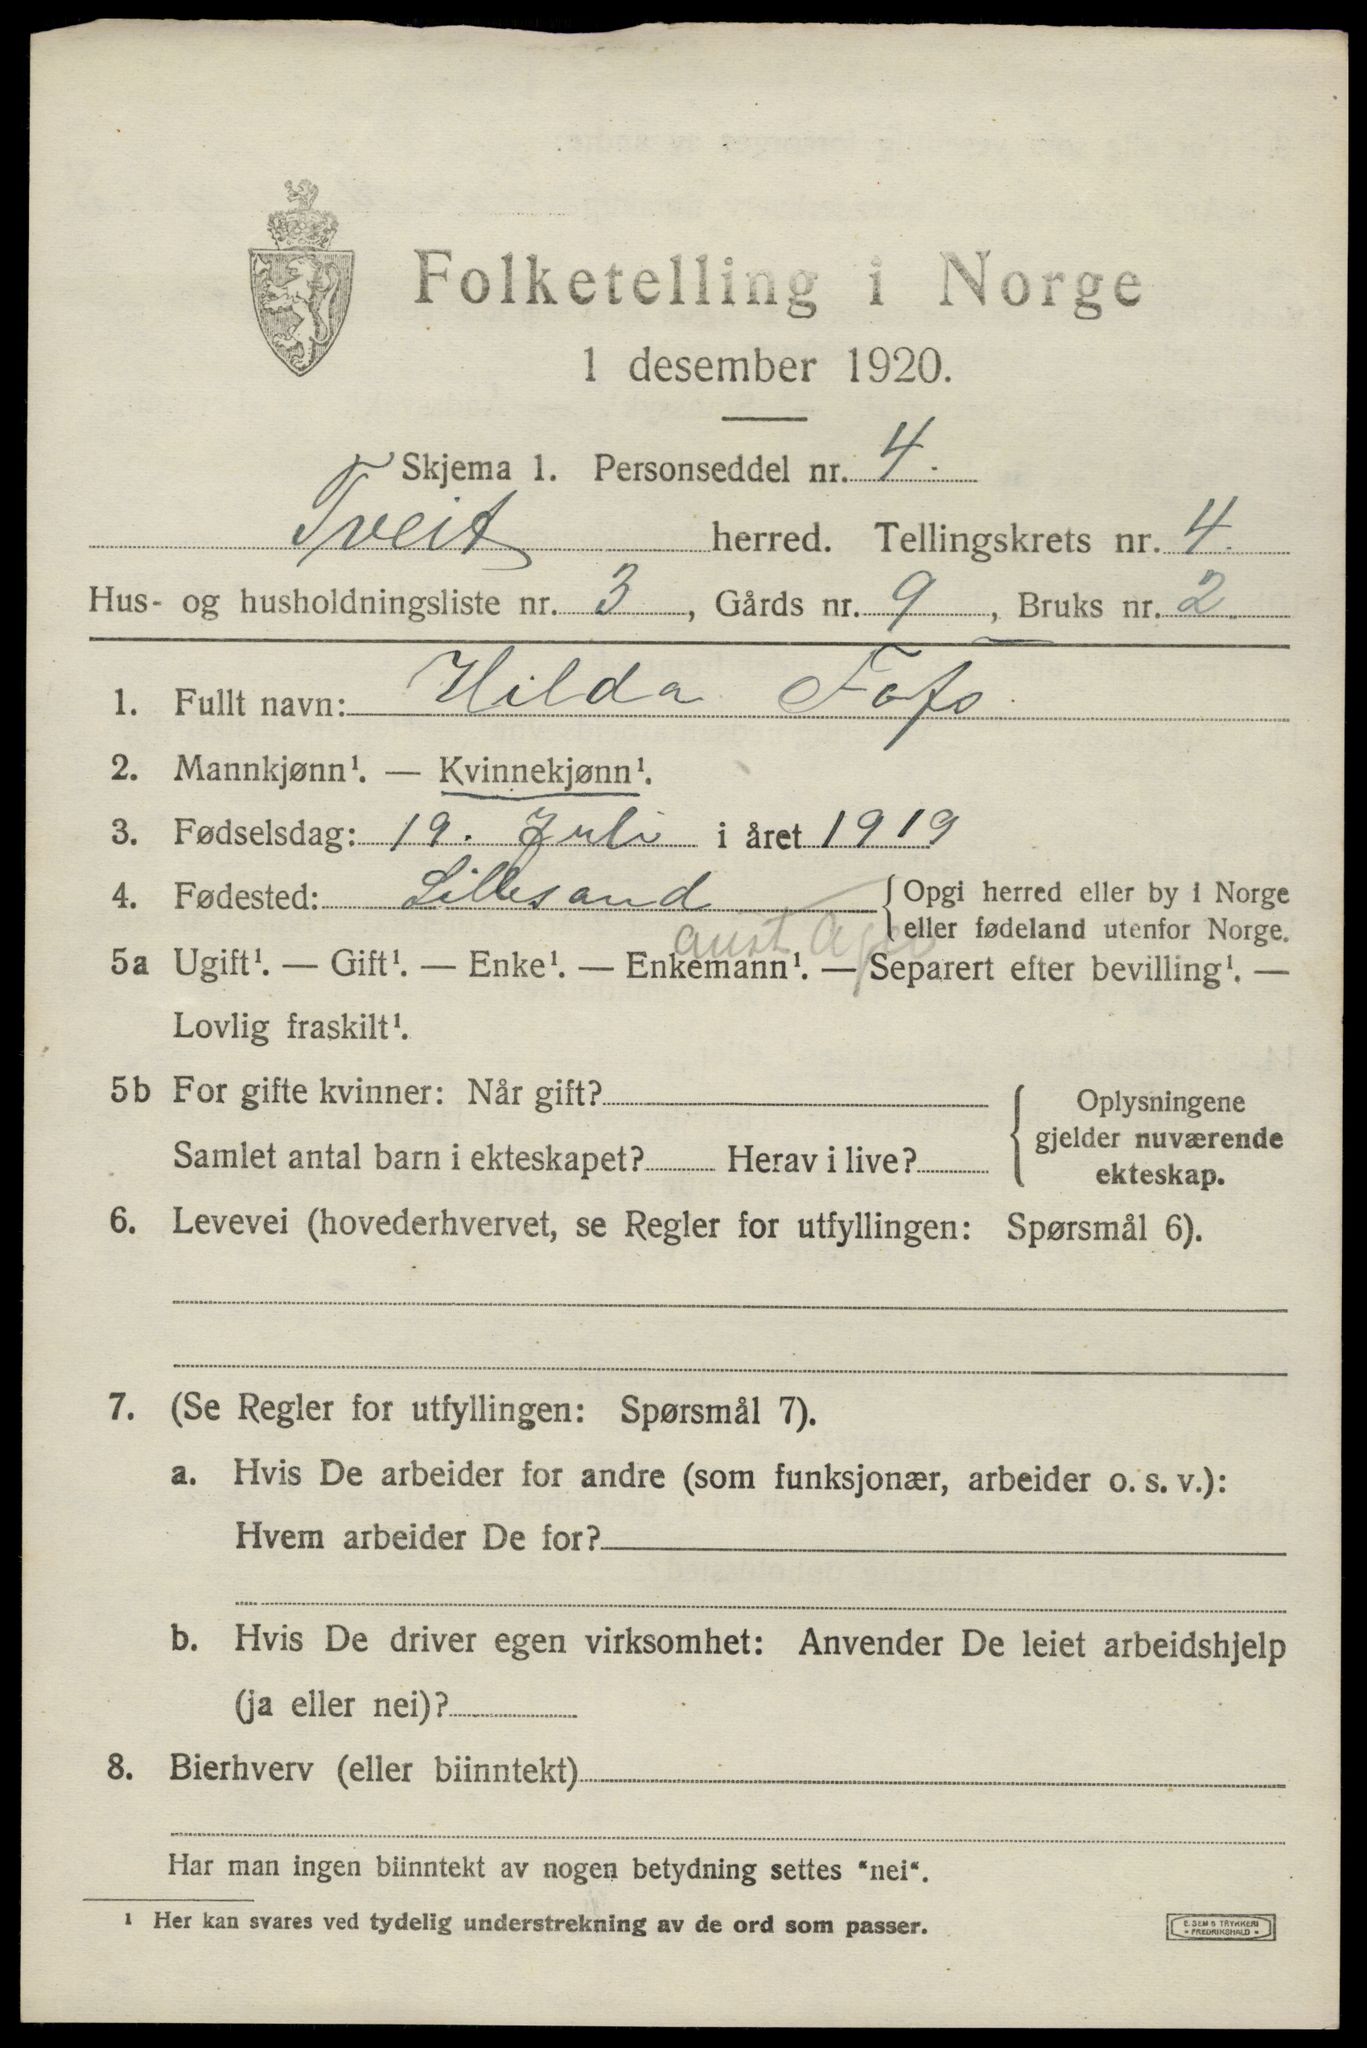 Folketelling i Norge
1 desember 1920.
Skjema 1. Personseddel nr. 4.
Tveit herred. Tellingskrets nr. 4.
Hus- og husholdningsliste nr. 3, Gårds nr. 9, Bruks nr. 2.
1. Fullt navn: Hilda Fofs
2. Mannkjønn¹. — Kvinnekjønn¹.
3. Fødselsdag: 19. Juli i året 1919
4. Fødested: Lillesand { Opgi herred eller by i Norge
eller fødeland utenfor Norge.
aust Agder
5a Ugift¹. — Gift¹. — Enke¹. — Enkemann¹. — Separert efter bevilling¹. —
Lovlig fraskilt¹.
5b For gifte kvinner: Når gift?
Samlet antal barn i ekteskapet? Herav i live?
Oplysningene
gjelder nuværende
ekteskap.
6. Levevei (hovederhvervet, se Regler for utfyllingen: Spørsmål 6).
7. (Se Regler for utfyllingen: Spørsmål 7).
a. Hvis De arbeider for andre (som funksjonær, arbeider o. s. v.):
Hvem arbeider De for?
b. Hvis De driver egen virksomhet: Anvender De leiet arbeidshjelp
(ja eller nei)?
8. Bierhverv (eller biinntekt)
Har man ingen biinntekt av nogen betydning settes "nei".
¹ Her kan svares ved tydelig understrekning av de ord som passer.
E. SEM'S TRYKKERI
• FREDRIKSHALD •